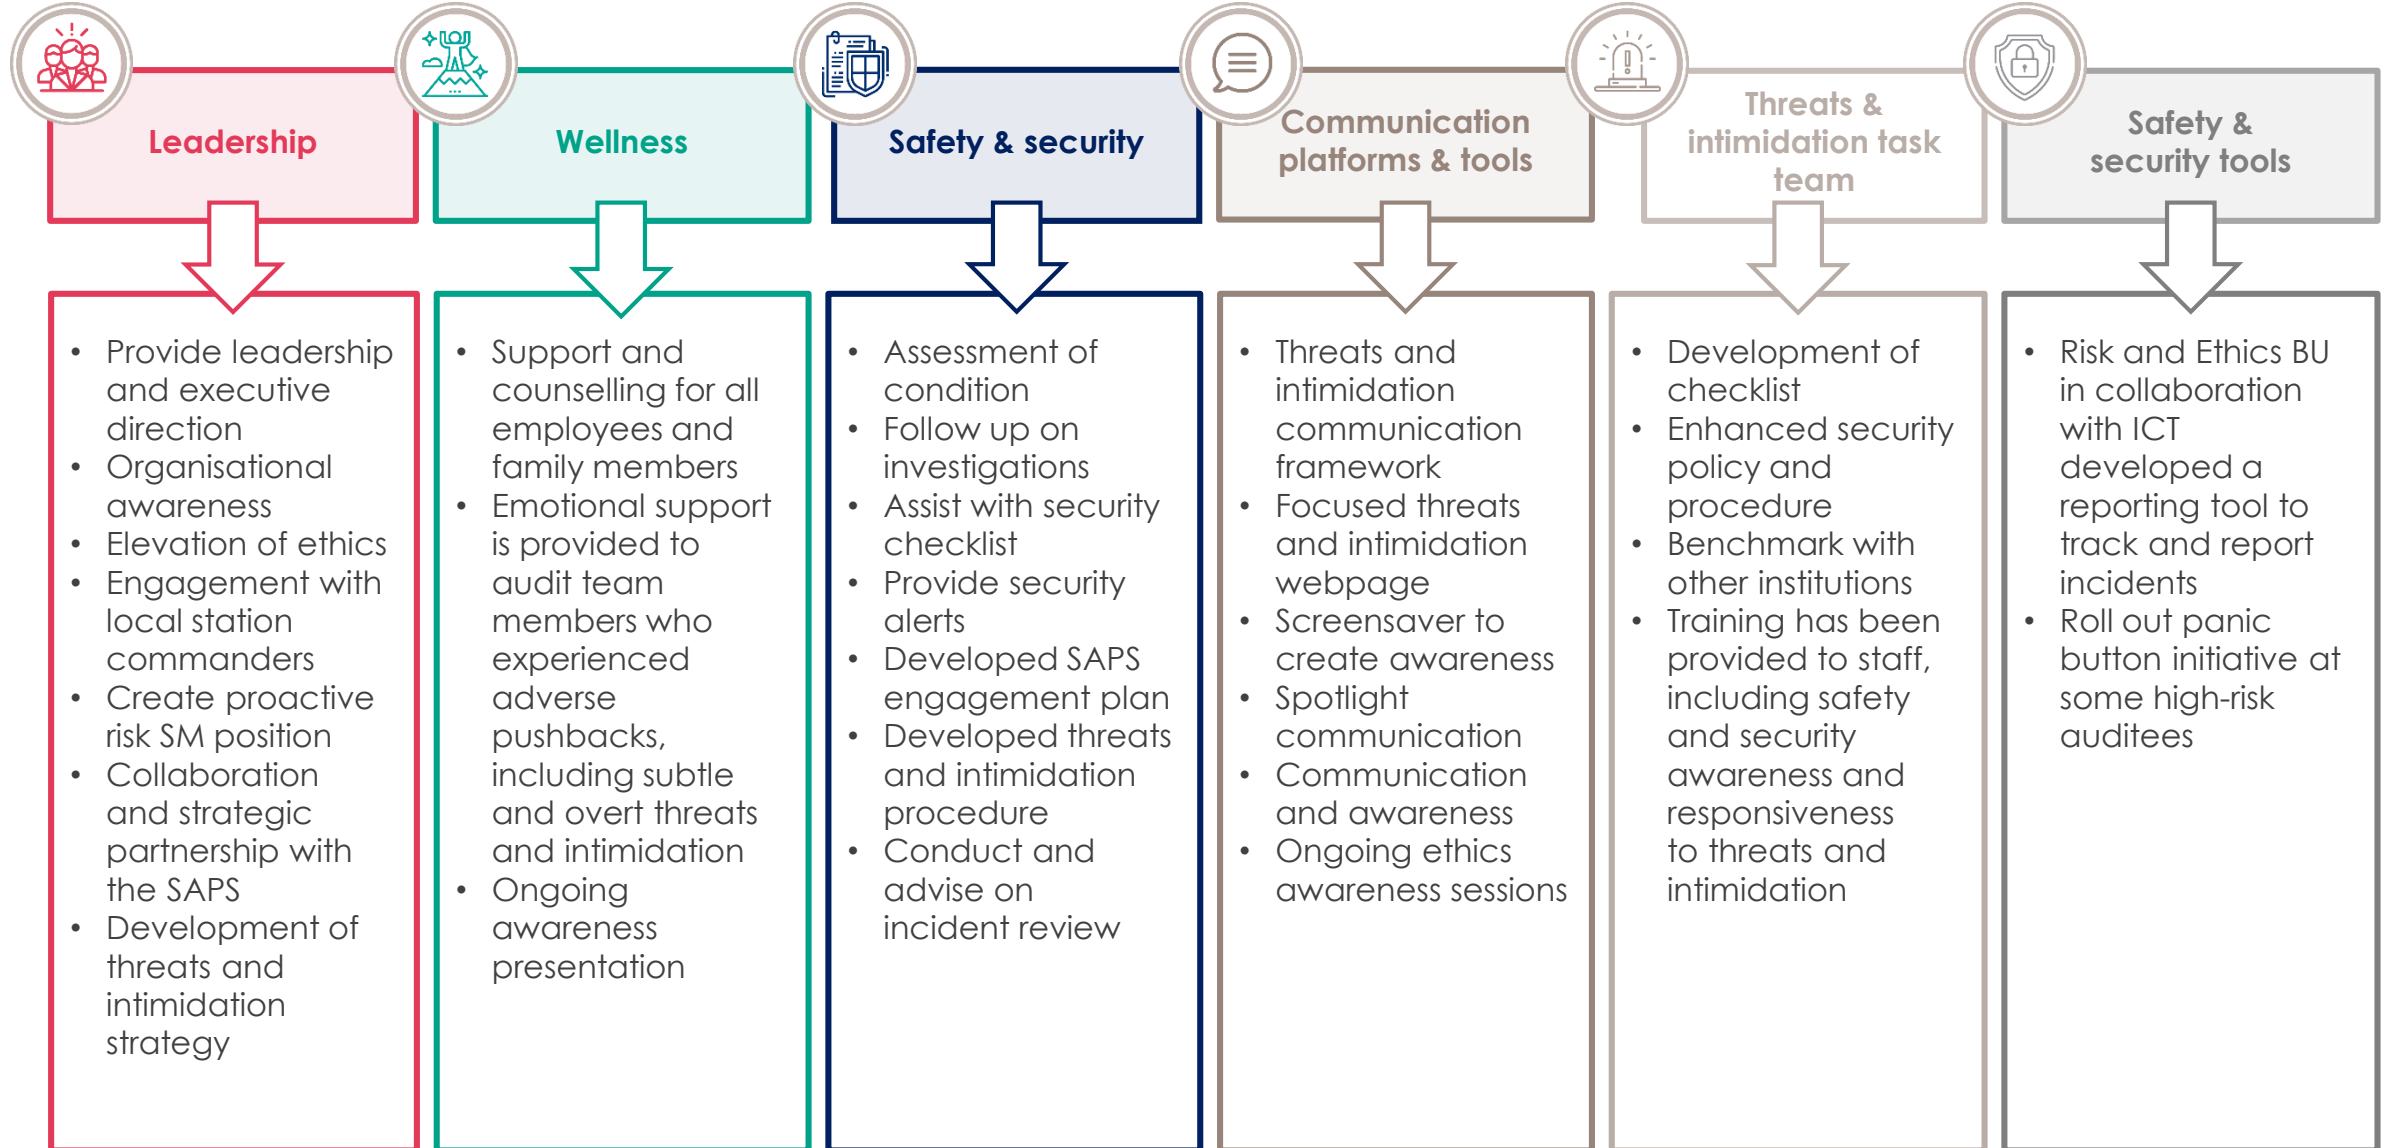 Leadership
• Provide leadership
and executive
direction
• Organisational
awareness
• Elevation of ethics
• Engagement with
local station
commanders
• Create proactive
risk SM position
• Collaboration
and strategic
partnership with
the SAPS
• Development of
threats and
intimidation
strategy
Wellness
• Support and
counselling for all
employees and
family members
• Emotional support
is provided to
audit team
members who
experienced
adverse
pushbacks,
including subtle
and overt threats
and intimidation
• Ongoing
awareness
presentation
Safety & security
• Assessment of
condition
• Follow up on
investigations
• Assist with security
checklist
• Provide security
alerts
• Developed SAPS
engagement plan
• Developed threats
and intimidation
procedure
• Conduct and
advise on
incident review
Communication
platforms & tools
• Threats and
intimidation
communication
framework
• Focused threats
and intimidation
webpage
• Screensaver to
create awareness
• Spotlight
communication
• Communication
and awareness
• Ongoing ethics
awareness sessions
Threats &
intimidation task
team
• Development of
checklist
• Enhanced security
policy and
procedure
• Benchmark with
other institutions
• Training has been
provided to staff,
including safety
and security
awareness and
responsiveness
to threats and
intimidation
Safety &
security tools
• Risk and Ethics BU
in collaboration
with ICT
developed a
reporting tool to
track and report
incidents
• Roll out panic
button initiative at
some high-risk
auditees